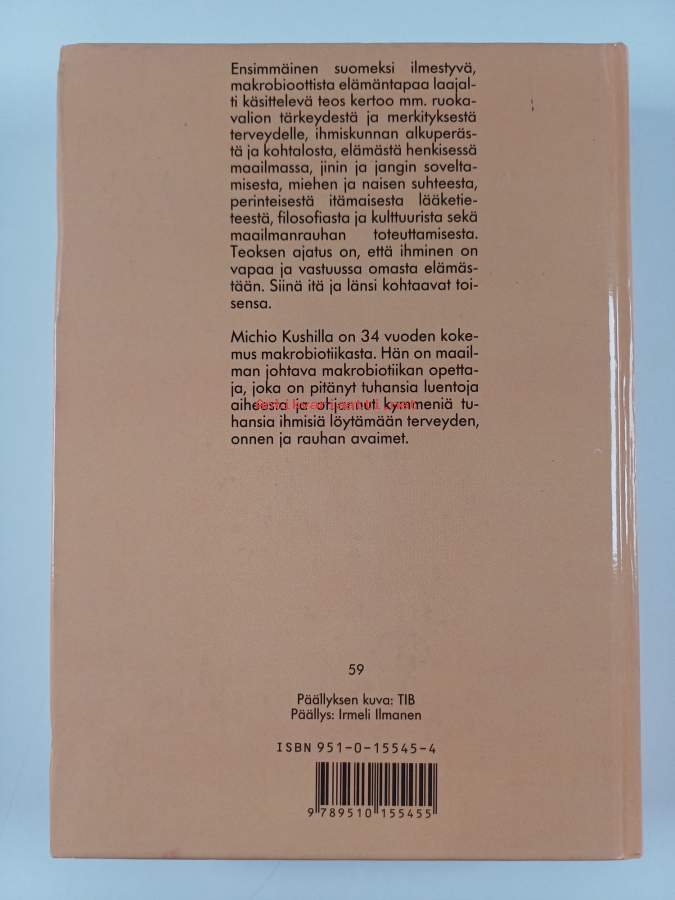 Ensimmäinen suomeksi ilmestyvä,
makrobioottista elämäntapaa laajal-
ti käsittelevä teos kertoo mm. ruoka-
valion tärkeydestä ja merkityksestä
terveydelle, ihmiskunnan alkuperäs-
tä ja kohtalosta, elämästä henkisessä
maailmassa, jinin ja jangin sovelta-
misesta, miehen ja naisen suhteesta,
perinteisestä itämaisesta lääketie-
teestä, filosofiasta ja kulttuurista sekä
maailmanrauhan toteuttamisesta.
Teoksen ajatus on, että ihminen on
vapaa ja vastuussa omasta elämäs-
tään. Siinä itä ja länsi kohtaavat toi-
sensa.
Michio Kushilla on 34 vuoden koke-
mus makrobiotiikasta. Hän on maail-
man johtava makrobiotiikan opetta-
ja, joka on pitänyt tuhansia luentoja
aiheesta ja ohjannut kymmeniä tu-
Antikvariaatti.net
hansia ihmisiä löytämään terveyden,
onnen ja rauhan avaimet.
59
Päällyksen kuva: TIB
Päällys: Irmeli Ilmanen
ISBN 951-0-15545-4
9 789510 155455